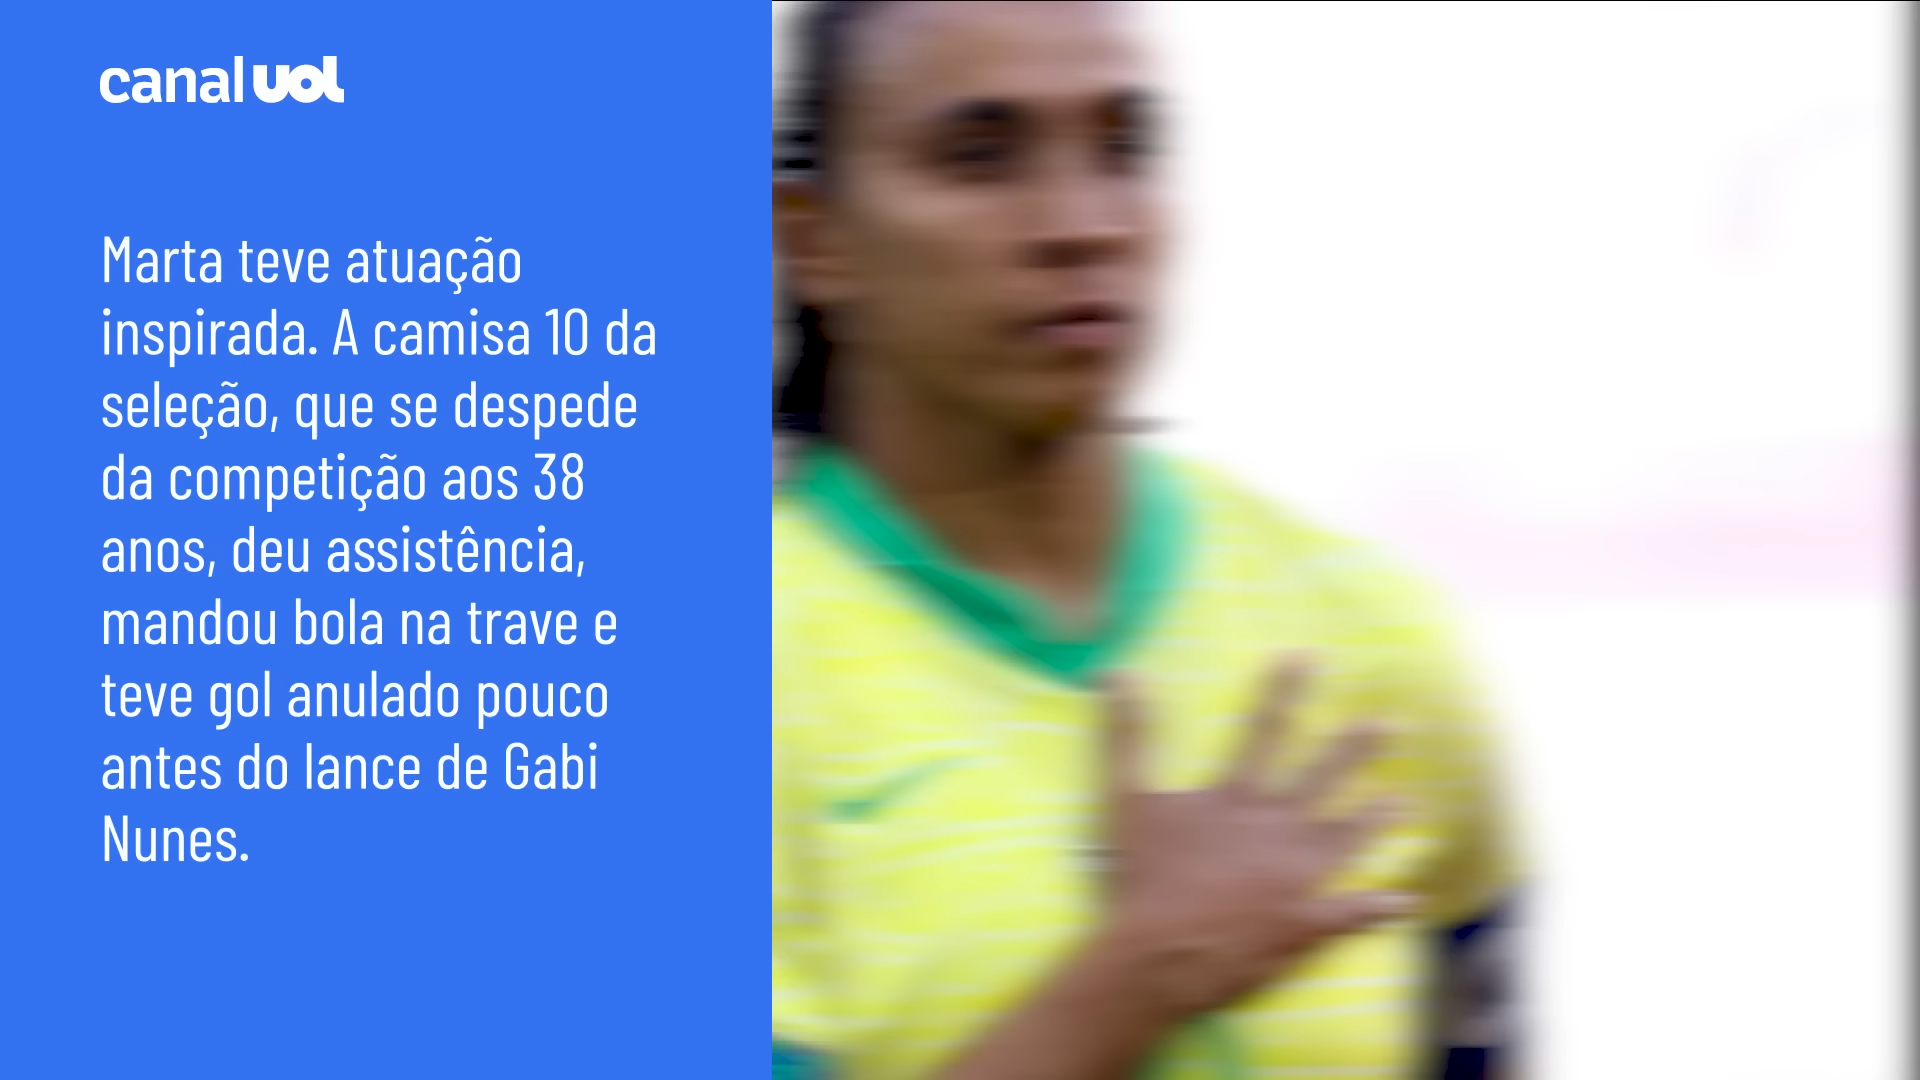 canal uol
Marta teve atuação
inspirada. A camisa 10 da
seleção, que se despede
da competição aos 38
anos, deu assistência,
mandou bola na trave e
teve gol anulado pouco
antes do lance de Gabi
Nunes.